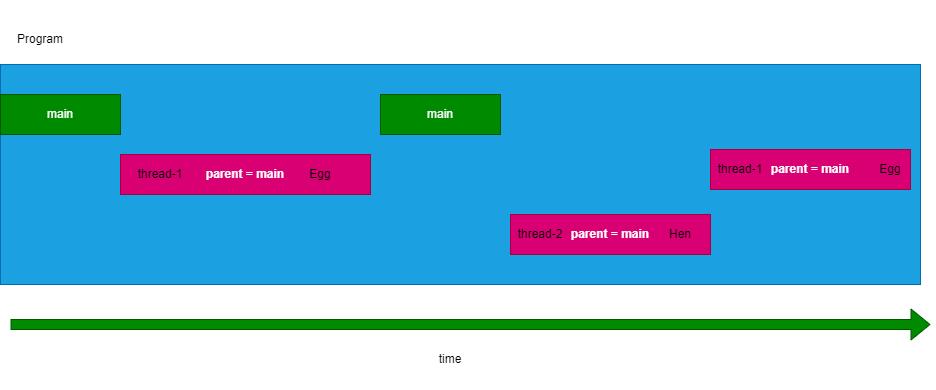 Program
main
main
thread-1 parent = main Egg
thread-1 parent = main Egg
thread-2 parent = main Hen
time